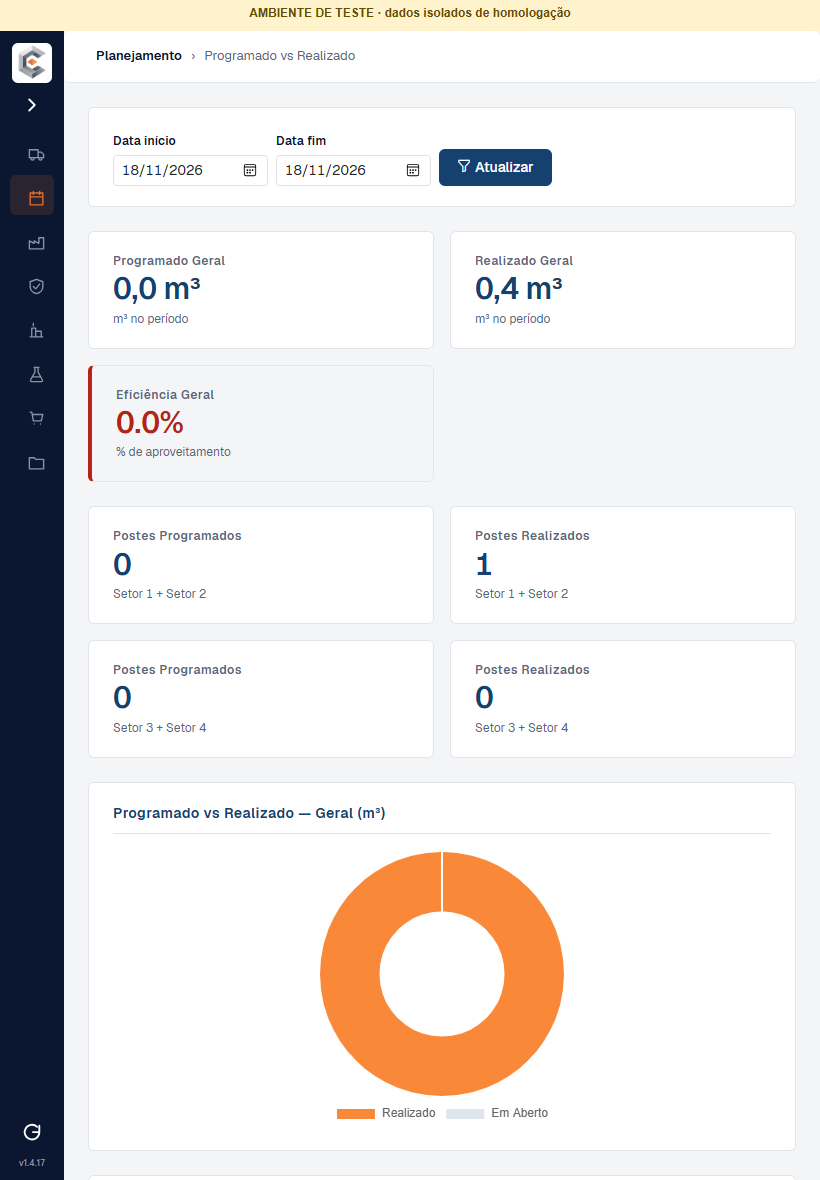 AMBIENTE DE TESTE · dados isolados de homologação
Planejamento › Programado vs Realizado
Data início Data fim
18/11/2026 18/11/2026 Atualizar
Programado Geral
0,0 m³
m³ no período
Realizado Geral
0,4 m³
m³ no período
Eficiência Geral
0.0%
% de aproveitamento
Postes Programados
0
Setor 1 + Setor 2
Postes Realizados
1
Setor 1 + Setor 2
Postes Programados
0
Setor 3 + Setor 4
Postes Realizados
0
Setor 3 + Setor 4
Programado vs Realizado — Geral (m³)
Realizado Em Aberto
v1.4.17